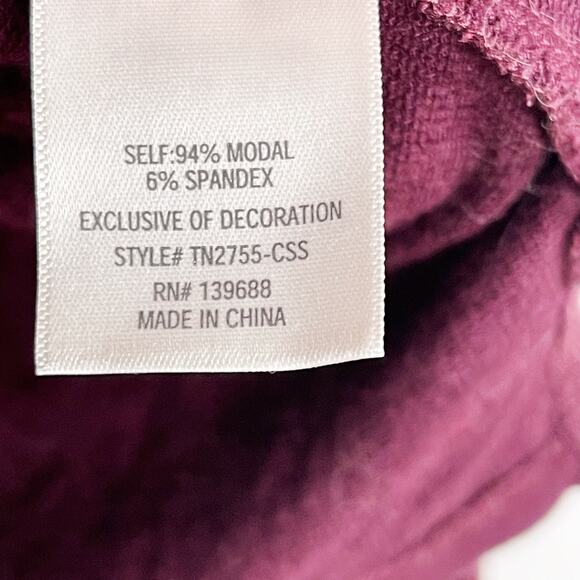 SELF:94% MODAL
6% SPANDEX
EXCLUSIVE OF DECORATION
STYLE# TN2755-CSS
RN# 139688
MADE IN CHINA